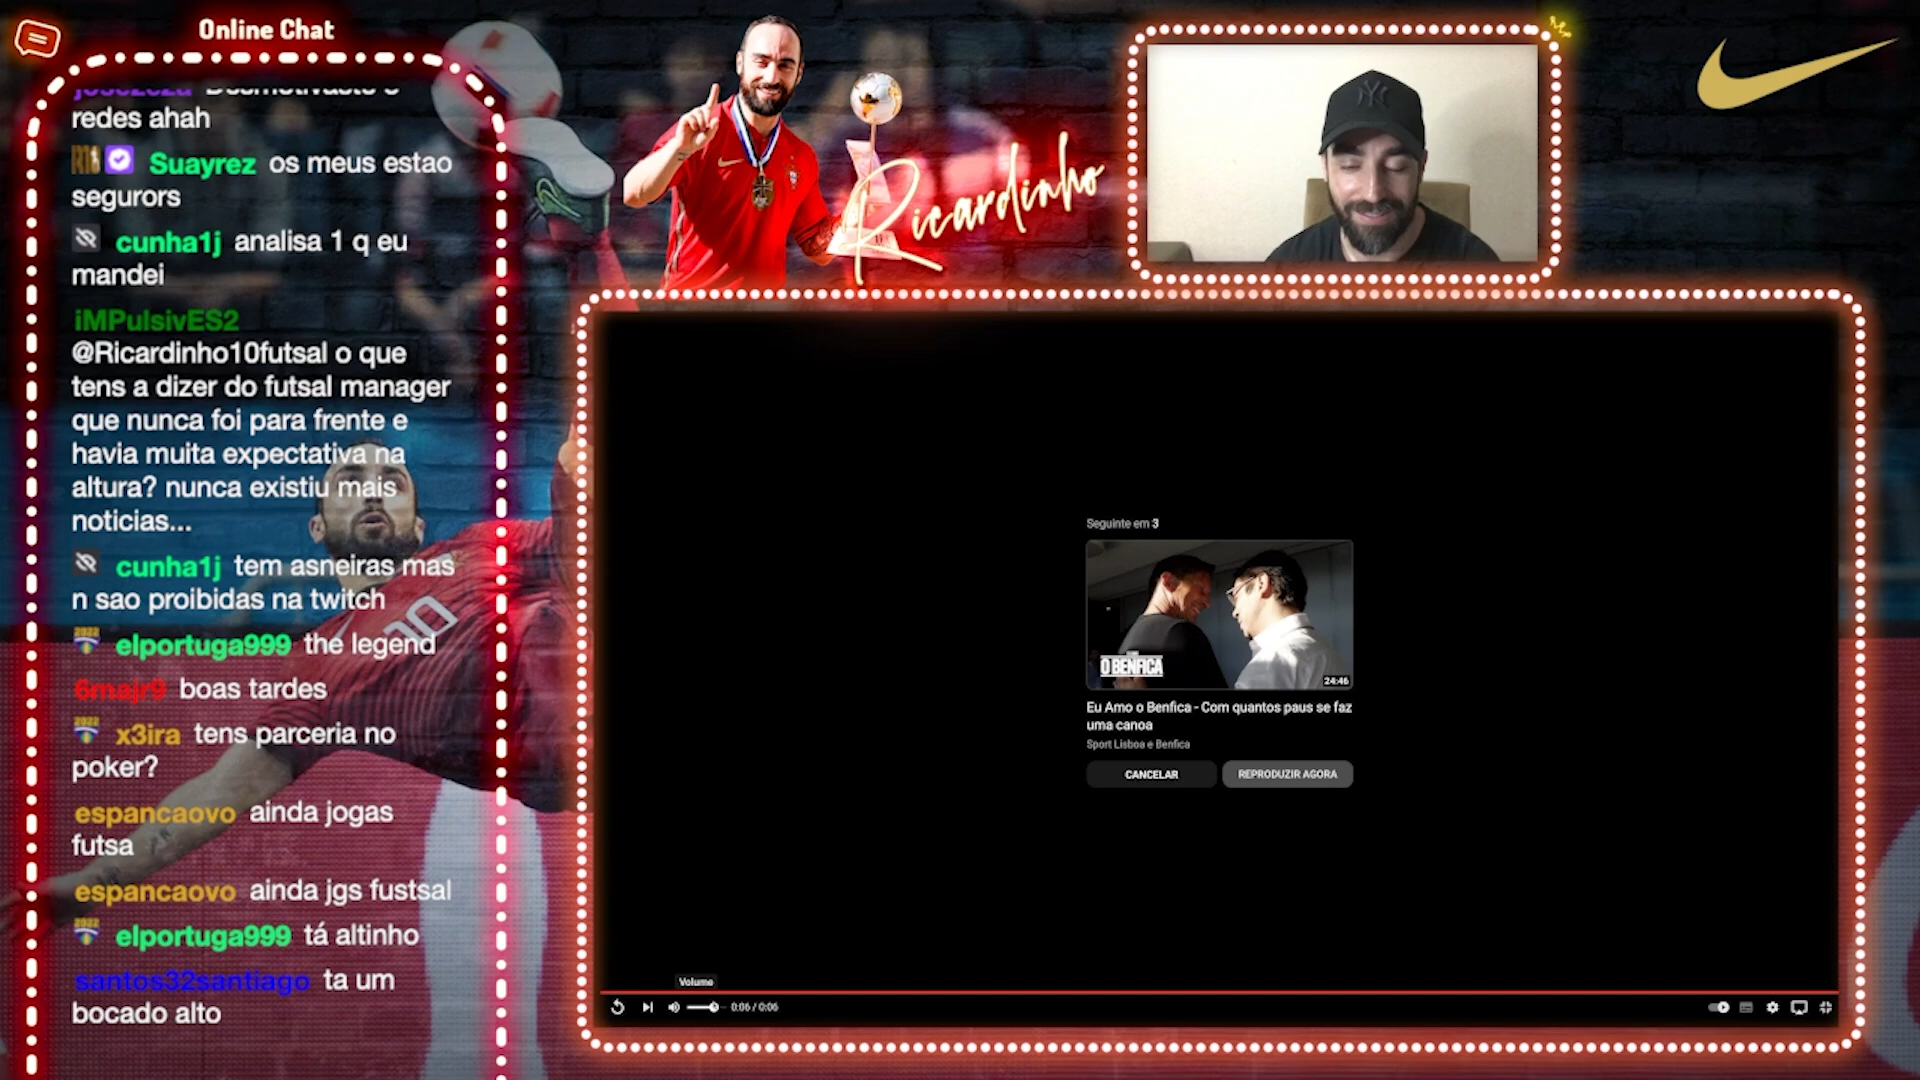 Online Chat
redes ahah
Suayrez os meus estao
segurors
cunha1j analisa 1 q eu
mandei
iMPulsivES2
@Ricardinho10futsal o que
tens a dizer do futsal manager
que nunca foi para frente e
havia muita expectativa na
altura? nunca existiu mais
noticias...
cunha1j tem asneiras mas
n sao proibidas na twitch
elportuga999 the legend
6majr9 boas tardes
x3ira tens parceria no
poker?
espancaovo ainda jogas
futsa
espancaovo ainda jgs fustsal
elportuga999 tá altinho
santos32santiago ta um
bocado alto
Ricardinho
NY
10
Seguinte em 3
O BENFICA
24:46
Eu Amo o Benfica - Com quantos paus se faz
uma canoa
Sport Lisboa e Benfica
CANCELAR
REPRODUZIR AGORA
Volume
0:06 / 0:06